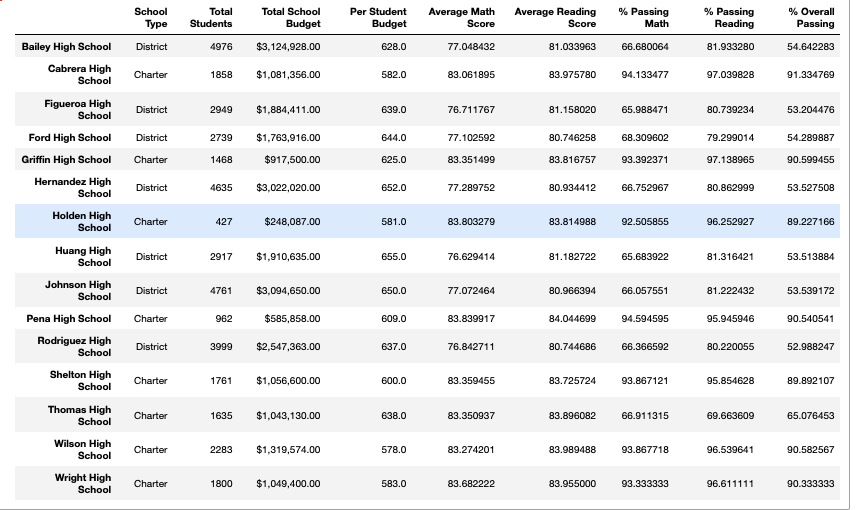 School Type Total Students Total School Budget Per Student Budget Average Math Score Average Reading Score % Passing Math % Passing Reading % Overall Passing
Bailey High School District 4976 $3,124,928.00 628.0 77.048432 81.033963 66.680064 81.933280 54.642283
Cabrera High School Charter 1858 $1,081,356.00 582.0 83.061895 83.975780 94.133477 97.039828 91.334769
Figueroa High School District 2949 $1,884,411.00 639.0 76.711767 81.158020 65.988471 80.739234 53.204476
Ford High School District 2739 $1,763,916.00 644.0 77.102592 80.746258 68.309602 79.299014 54.289887
Griffin High School Charter 1468 $917,500.00 625.0 83.351499 83.816757 93.392371 97.138965 90.599455
Hernandez High School District 4635 $3,022,020.00 652.0 77.289752 80.934412 66.752967 80.862999 53.527508
Holden High School Charter 427 $248,087.00 581.0 83.803279 83.814988 92.505855 96.252927 89.227166
Huang High School District 2917 $1,910,635.00 655.0 76.629414 81.182722 65.683922 81.316421 53.513884
Johnson High School District 4761 $3,094,650.00 650.0 77.072464 80.966394 66.057551 81.222432 53.539172
Pena High School Charter 962 $585,858.00 609.0 83.839917 84.044699 94.594595 95.945946 90.540541
Rodriguez High School District 3999 $2,547,363.00 637.0 76.842711 80.744686 66.366592 80.220055 52.988247
Shelton High School Charter 1761 $1,056,600.00 600.0 83.359455 83.725724 93.867121 95.854628 89.892107
Thomas High School Charter 1635 $1,043,130.00 638.0 83.350937 83.896082 66.911315 69.663609 65.076453
Wilson High School Charter 2283 $1,319,574.00 578.0 83.274201 83.989488 93.867718 96.539641 90.582567
Wright High School Charter 1800 $1,049,400.00 583.0 83.682222 83.955000 93.333333 96.611111 90.333333